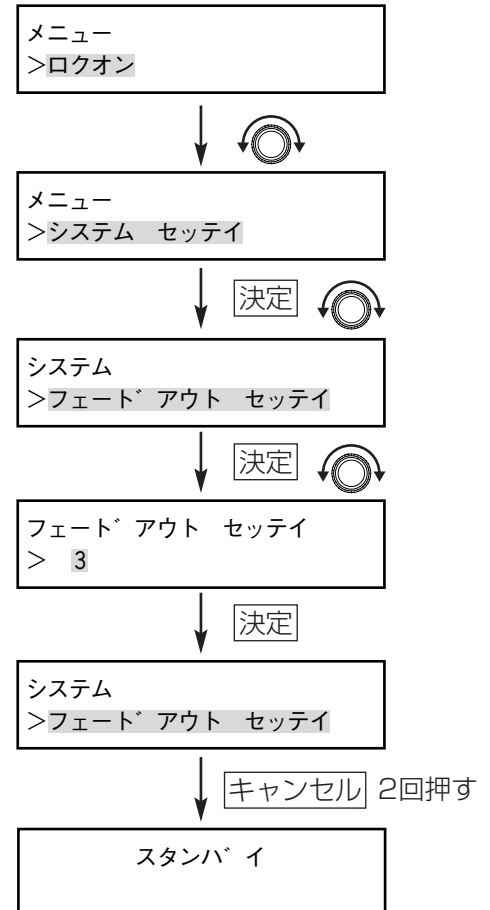 メニュー
>ロクオン
メニュー
>システム　セッテイ
決定
システム
>フェード゛アウト　セッテイ
決定
フェード゛アウト　セッテイ
>　3
決定
システム
>フェード゛アウト　セッテイ
キャンセル 2回押す
スタンハ゛イ